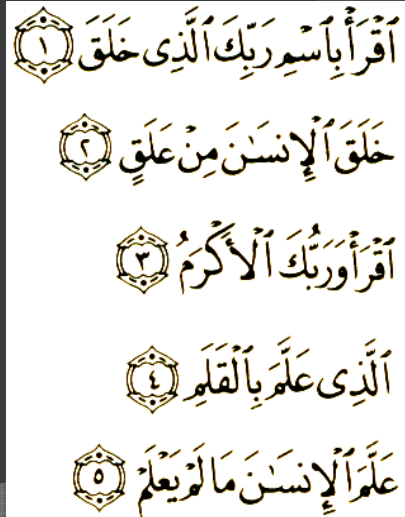 ٱقۡرَأۡ بِٱسۡمِ رَبِّكَ ٱلَّذِي خَلَقَ ١
خَلَقَ ٱلۡإِنسَٰنَ مِنۡ عَلَقٍ ٢
ٱقۡرَأۡ وَرَبُّكَ ٱلۡأَكۡرَمُ ٣
ٱلَّذِي عَلَّمَ بِٱلۡقَلَمِ ٤
عَلَّمَ ٱلۡإِنسَٰنَ مَا لَمۡ يَعۡلَمۡ ٥